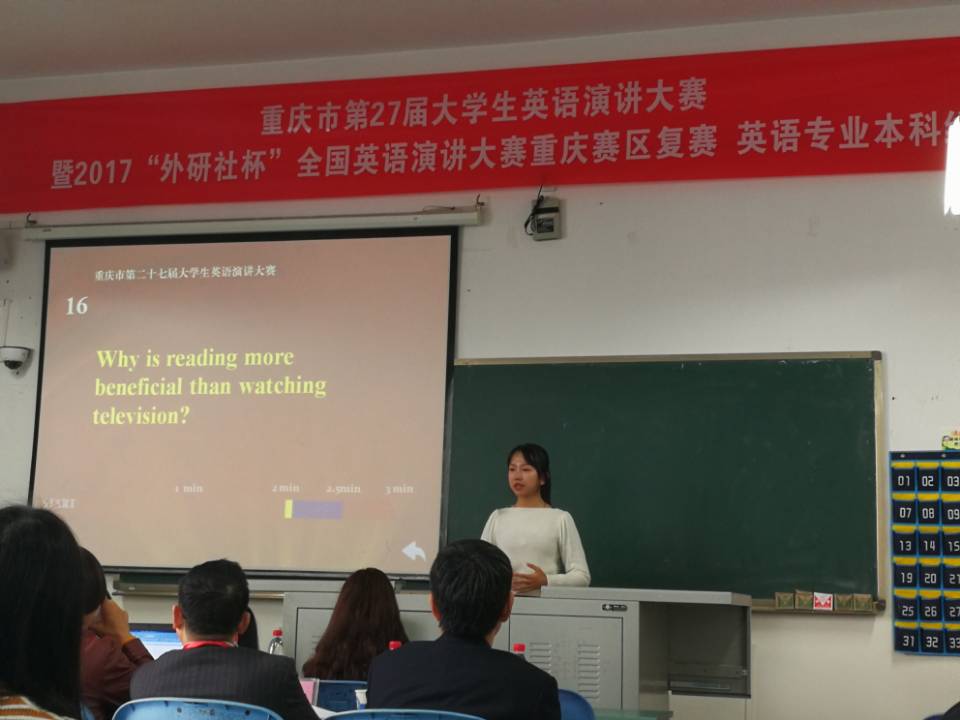 重庆市第27届大学生英语演讲大赛
暨2017“外研社杯”全国英语演讲大赛重庆赛区复赛 英语专业本科
重庆市第二十七届大学生英语演讲大赛
16
Why is reading more
beneficial than watching
television?
1 min 2 min 2.5min 3 min
01 02 03
07 08 09
13 14 15
19 20 21
25 26 27
31 32 33